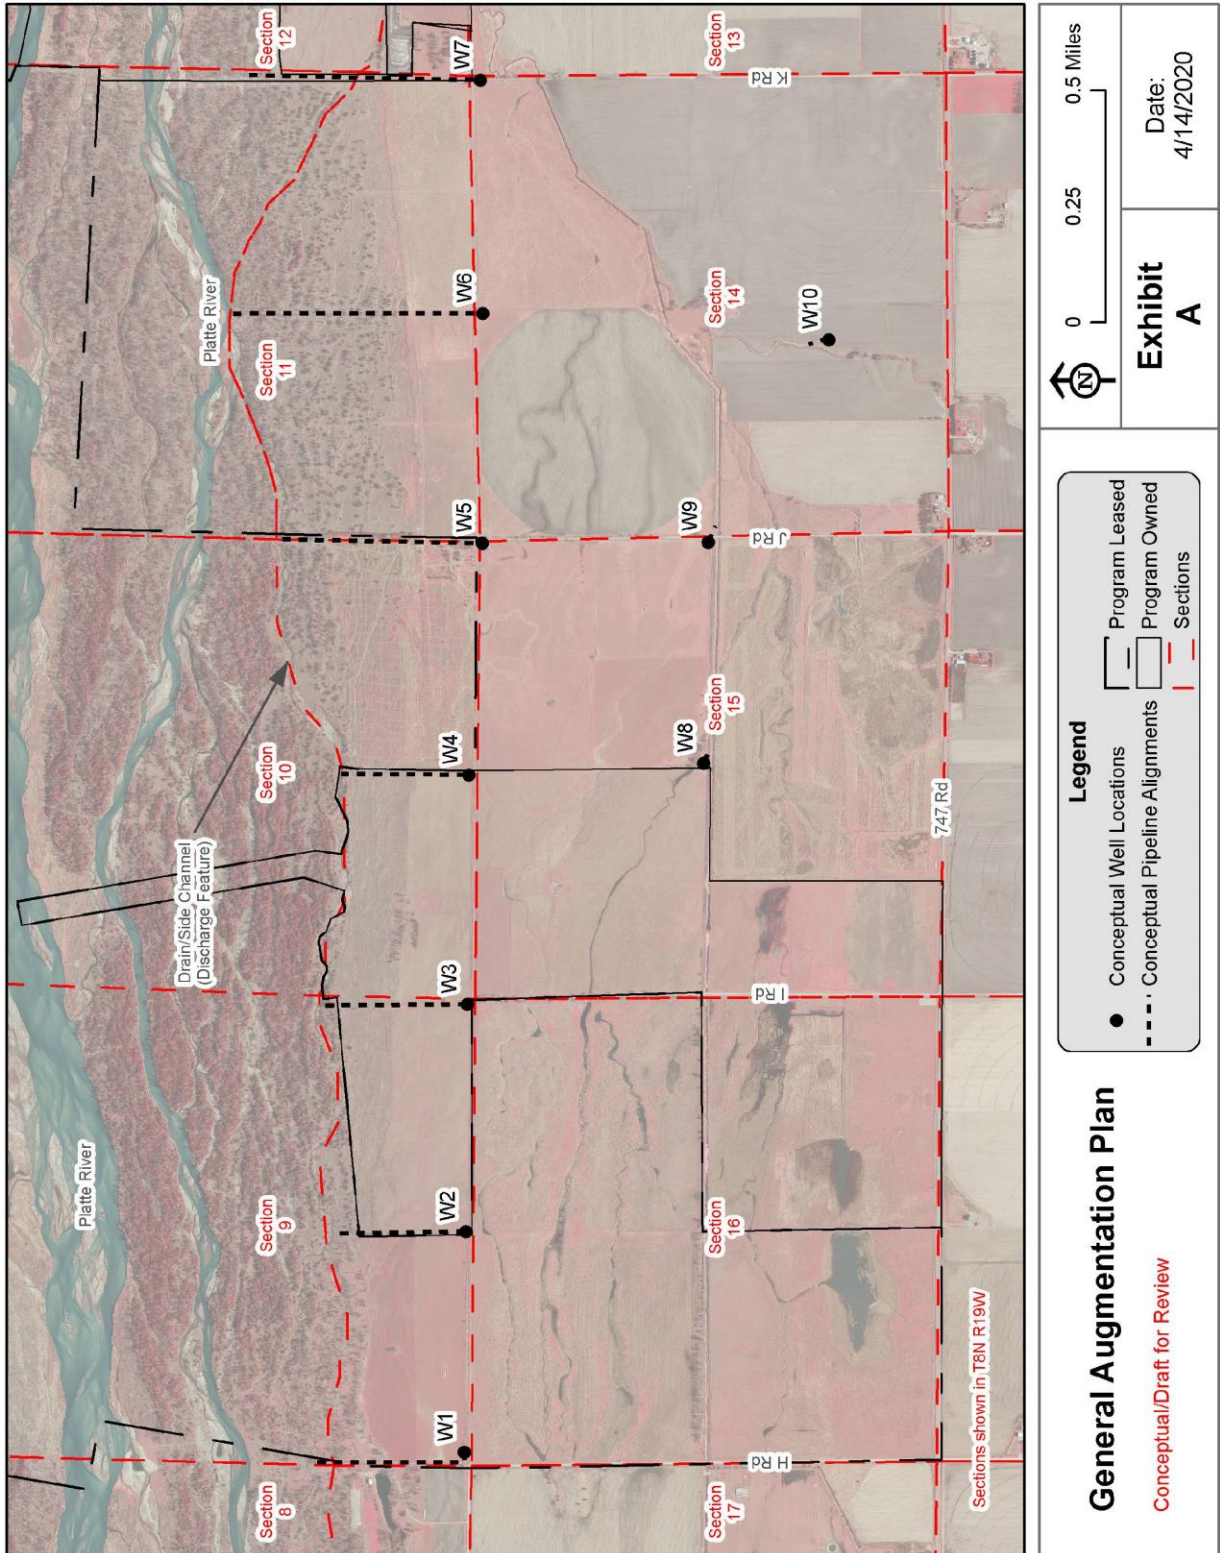 Section
8
Section
9
Section
10
Section
11
Section
12
Platte River
Platte River
Drain/Side Channel
(Discharge Feature)
W1
W2
W3
W4
W5
W6
W7
Section
17
Section
16
Section
15
Section
14
Section
13
W8
W9
W10
H Rd
I Rd
J Rd
K Rd
747 Rd
Sections shown in T8N R19W
General Augmentation Plan
Conceptual/Draft for Review
Legend
Conceptual Well Locations
Conceptual Pipeline Alignments
Program Leased
Program Owned
Sections
N
0 0.25 0.5 Miles
Exhibit
A
Date:
4/14/2020